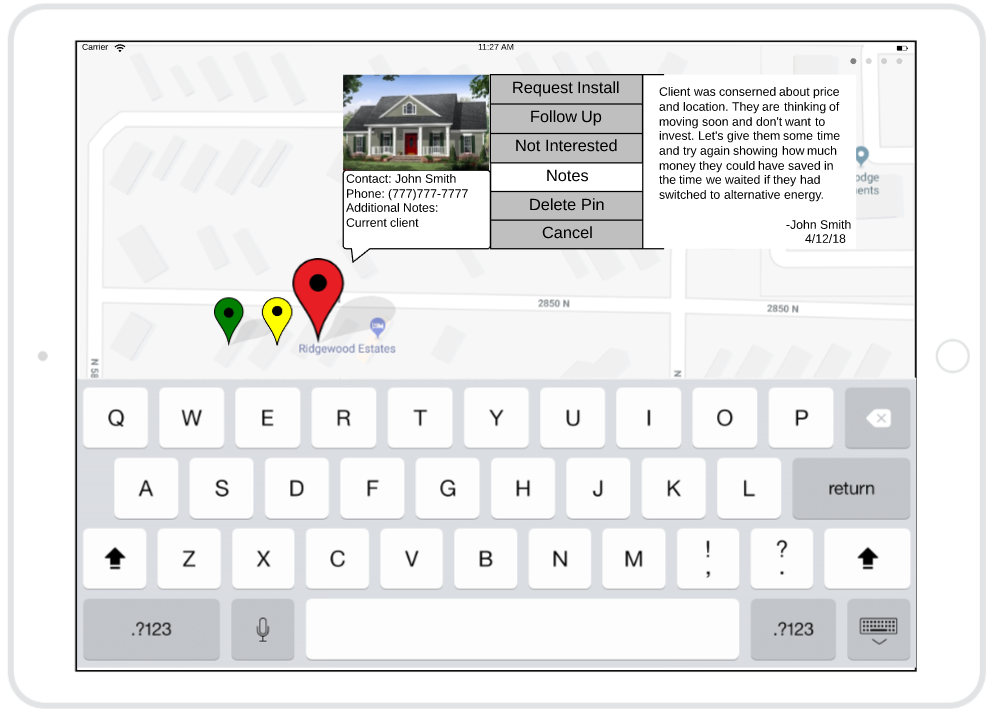 Carrier
11:27 AM
Request Install
Follow Up
Not Interested
Notes
Delete Pin
Cancel
Contact: John Smith
Phone: (777)777-7777
Additional Notes:
Current client
Client was conserned about price
and location. They are thinking of
moving soon and don't want to
invest. Let's give them some time
and try again showing how much
money they could have saved in
the time we waited if they had
switched to alternative energy.
-John Smith
4/12/18
2850 N
2850 N
Ridgewood Estates
N
Q W E R T Y U I O P
A S D F G H J K L return
Z X C V B N M ! , ? .
.?123 .?123